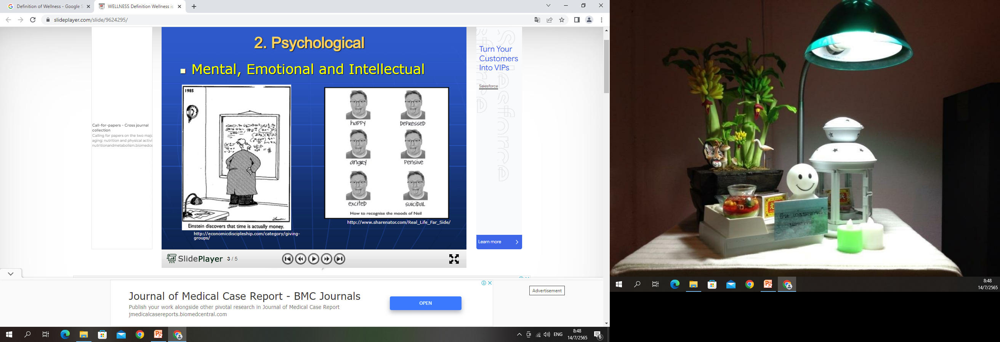 Definition of Wellness - Google S
WELLNESS Definition Wellness is
slideplayer.com/slide/9624295/
Call-for-papers - Cross journal
collection
Calling for papers on the two majo
aging: nutrition and physical activi
nutritionandmetabolism.biomedce
2. Psychological
Mental, Emotional and Intellectual
1985
Einstein discovers that time is actually money.
http://economicdiscipleship.com/category/giving-
groups/
happy
Depressed
angry
Pensive
exciteD
suiciDaL
How to recognise the moods of Neil
http://www.sharenator.com/Real_Life_Far_Side/
Turn Your
Customers
Into VIPs
Salesforce
Salesforce
Learn more
SlidePlayer 3 / 5
Journal of Medical Case Report - BMC Journals
Publish your work alongside other pivotal research in Journal of Medical Case Report
jmedicalcasereports.biomedcentral.com
OPEN
Advertisement
ENG
8:48
14/7/2565
6
8:48
14/7/2565